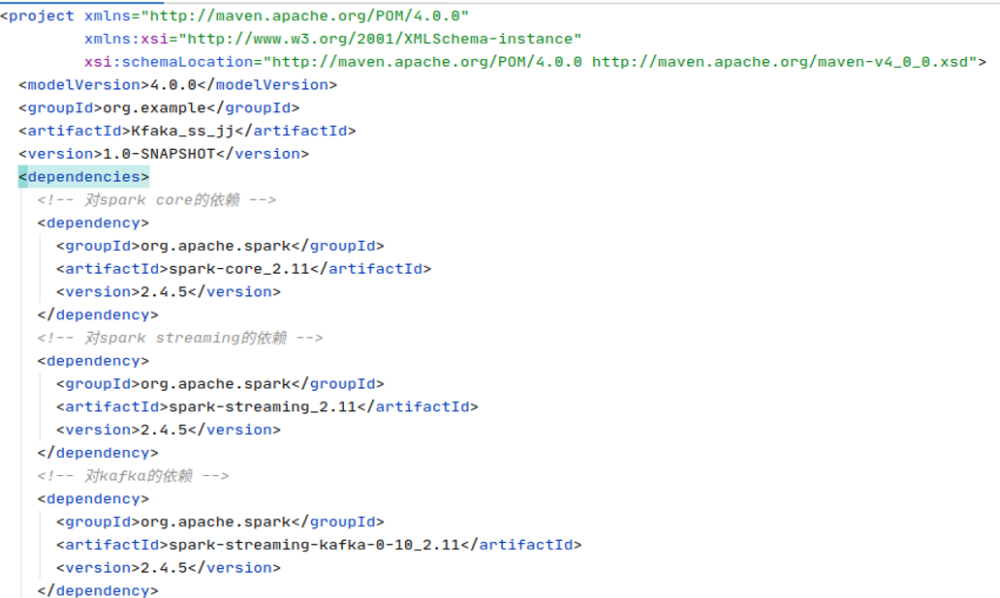 <project xmlns="http://maven.apache.org/POM/4.0.0"
xmlns:xsi="http://www.w3.org/2001/XMLSchema-instance"
xsi:schemaLocation="http://maven.apache.org/POM/4.0.0 http://maven.apache.org/maven-v4_0_0.xsd">
<modelVersion>4.0.0</modelVersion>
<groupId>org.example</groupId>
<artifactId>Kfaka_ss_jj</artifactId>
<version>1.0-SNAPSHOT</version>
<dependencies>
<!-- 对spark core的依赖 -->
<dependency>
<groupId>org.apache.spark</groupId>
<artifactId>spark-core_2.11</artifactId>
<version>2.4.5</version>
</dependency>
<!-- 对spark streaming的依赖 -->
<dependency>
<groupId>org.apache.spark</groupId>
<artifactId>spark-streaming_2.11</artifactId>
<version>2.4.5</version>
</dependency>
<!-- 对kafka的依赖 -->
<dependency>
<groupId>org.apache.spark</groupId>
<artifactId>spark-streaming-kafka-0-10_2.11</artifactId>
<version>2.4.5</version>
</dependency>